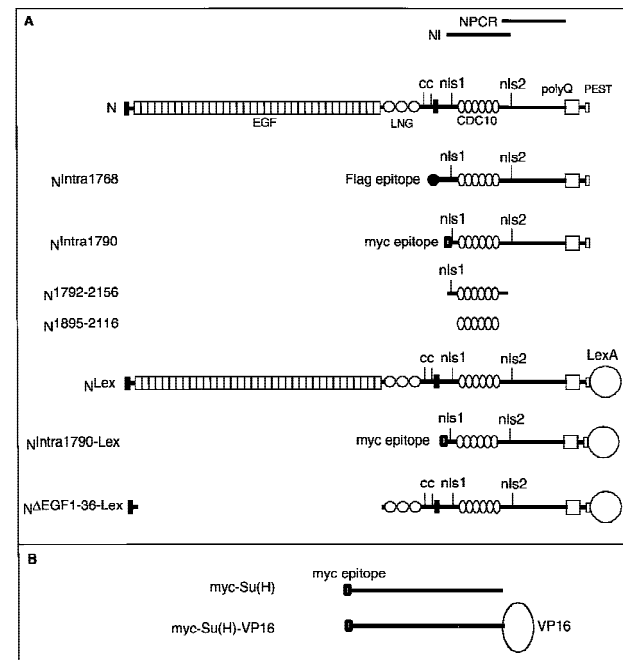 A
NPCR
NI
cc nls1 nls2 polyQ PEST
N
EGF LNG CDC10
nls1 nls2
NIntra1768 Flag epitope
nls1 nls2
NIntra1790 myc epitope
nls1
N1792-2156
N1895-2116
LexA
cc nls1 nls2
NLex
nls1 nls2
NIntra1790-Lex myc epitope
cc nls1 nls2
NΔEGF1-36-Lex
B
myc epitope
myc-Su(H)
myc-Su(H)-VP16 VP16